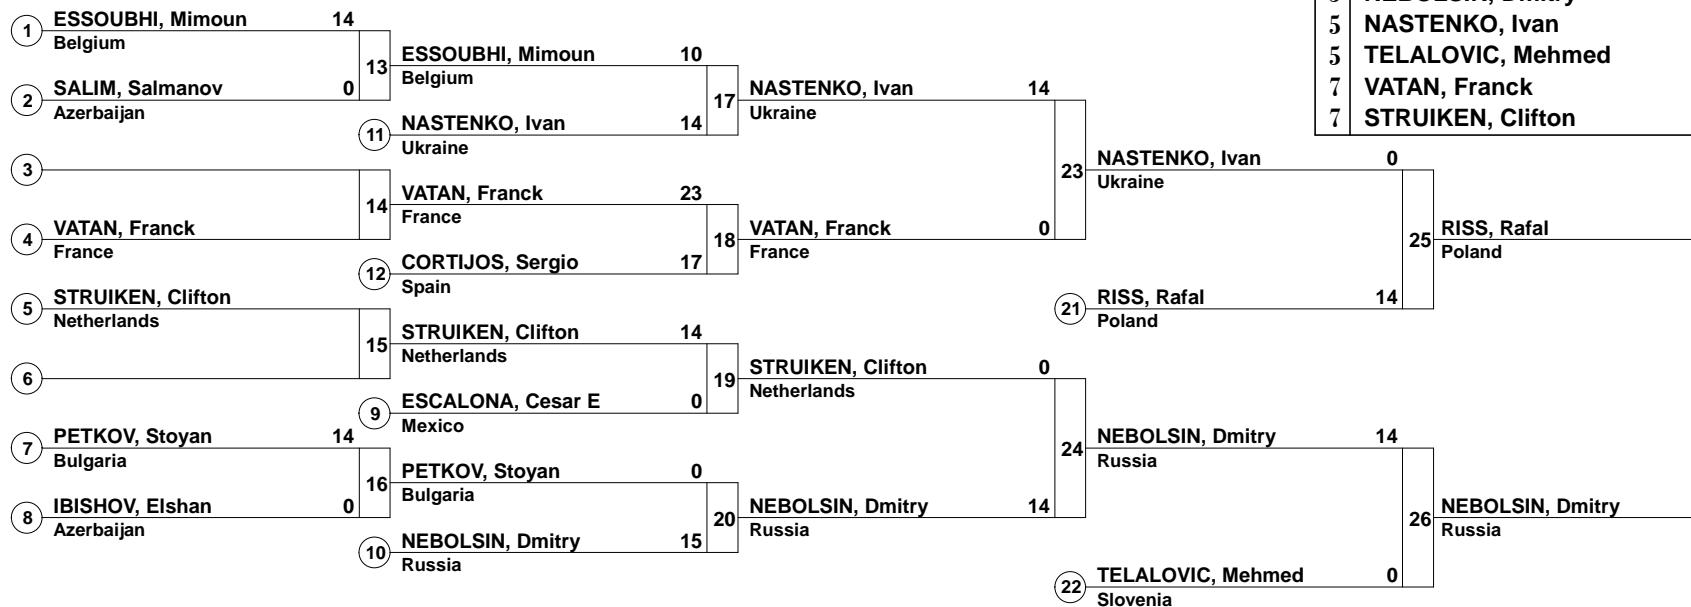 1 ESSOUBHI, Mimoun 14
Belgium
2 SALIM, Salmanov 0
Azerbaijan
3
4 VATAN, Franck
France
5 STRUIKEN, Clifton
Netherlands
6
7 PETKOV, Stoyan 14
Bulgaria
8 IBISHOV, Elshan 0
Azerbaijan
13 ESSOUBHI, Mimoun 10
Belgium
11 NASTENKO, Ivan 14
Ukraine
14 VATAN, Franck 23
France
12 CORTIJOS, Sergio 17
Spain
15 STRUIKEN, Clifton 14
Netherlands
9 ESCALONA, Cesar E 0
Mexico
16 PETKOV, Stoyan 0
Bulgaria
10 NEBOLSIN, Dmitry 15
Russia
17 NASTENKO, Ivan 14
Ukraine
18 VATAN, Franck 0
France
19 STRUIKEN, Clifton 0
Netherlands
20 NEBOLSIN, Dmitry 14
Russia
23 NASTENKO, Ivan 0
Ukraine
21 RISS, Rafal 14
Poland
24 NEBOLSIN, Dmitry 14
Russia
22 TELALOVIC, Mehmed 0
Slovenia
25 RISS, Rafal
Poland
26 NEBOLSIN, Dmitry
Russia
NEBOLSIN, Dmitry
5 NASTENKO, Ivan
5 TELALOVIC, Mehmed
7 VATAN, Franck
7 STRUIKEN, Clifton